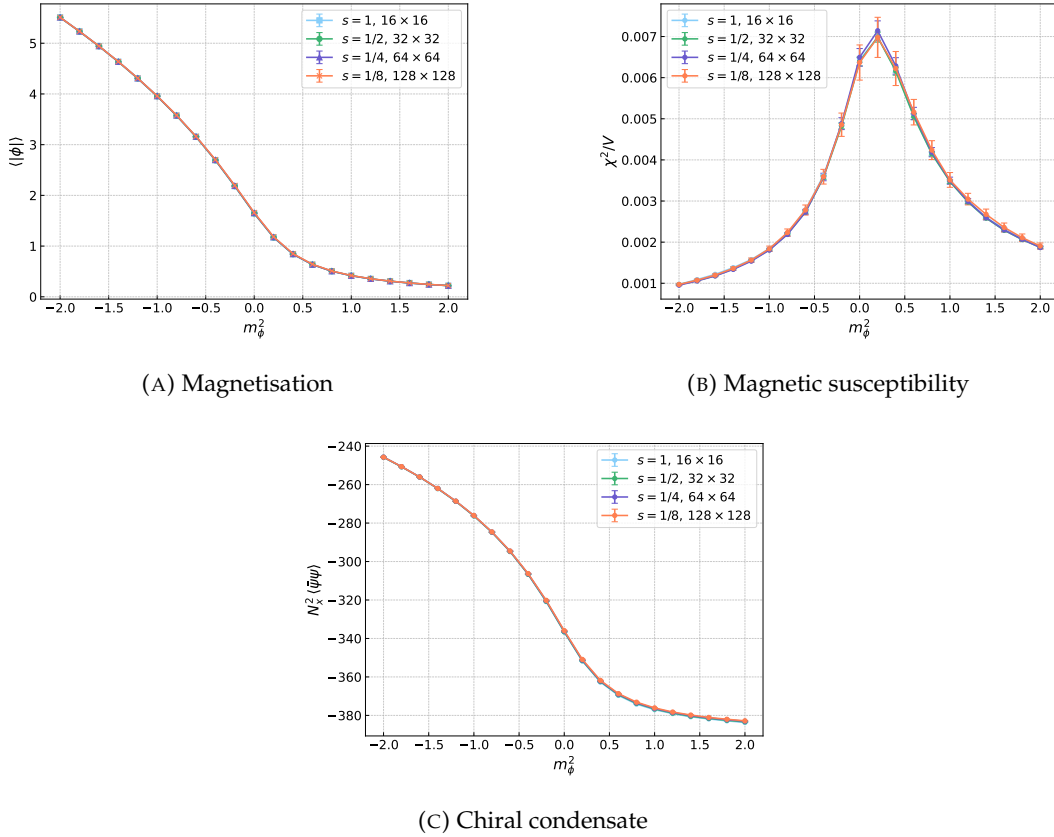 s = 1, 16 × 16
s = 1/2, 32 × 32
s = 1/4, 64 × 64
s = 1/8, 128 × 128
⟨|ϕ|⟩
5
4
3
2
1
0
−2.0 −1.5 −1.0 −0.5 0.0 0.5 1.0 1.5 2.0
m²_ϕ
(A) Magnetisation
s = 1, 16 × 16
s = 1/2, 32 × 32
s = 1/4, 64 × 64
s = 1/8, 128 × 128
χ²/V
0.007
0.006
0.005
0.004
0.003
0.002
0.001
−2.0 −1.5 −1.0 −0.5 0.0 0.5 1.0 1.5 2.0
m²_ϕ
(B) Magnetic susceptibility
s = 1, 16 × 16
s = 1/2, 32 × 32
s = 1/4, 64 × 64
s = 1/8, 128 × 128
N²_x ⟨ψ̄ψ⟩
−240
−260
−280
−300
−320
−340
−360
−380
−2.0 −1.5 −1.0 −0.5 0.0 0.5 1.0 1.5 2.0
m²_ϕ
(C) Chiral condensate